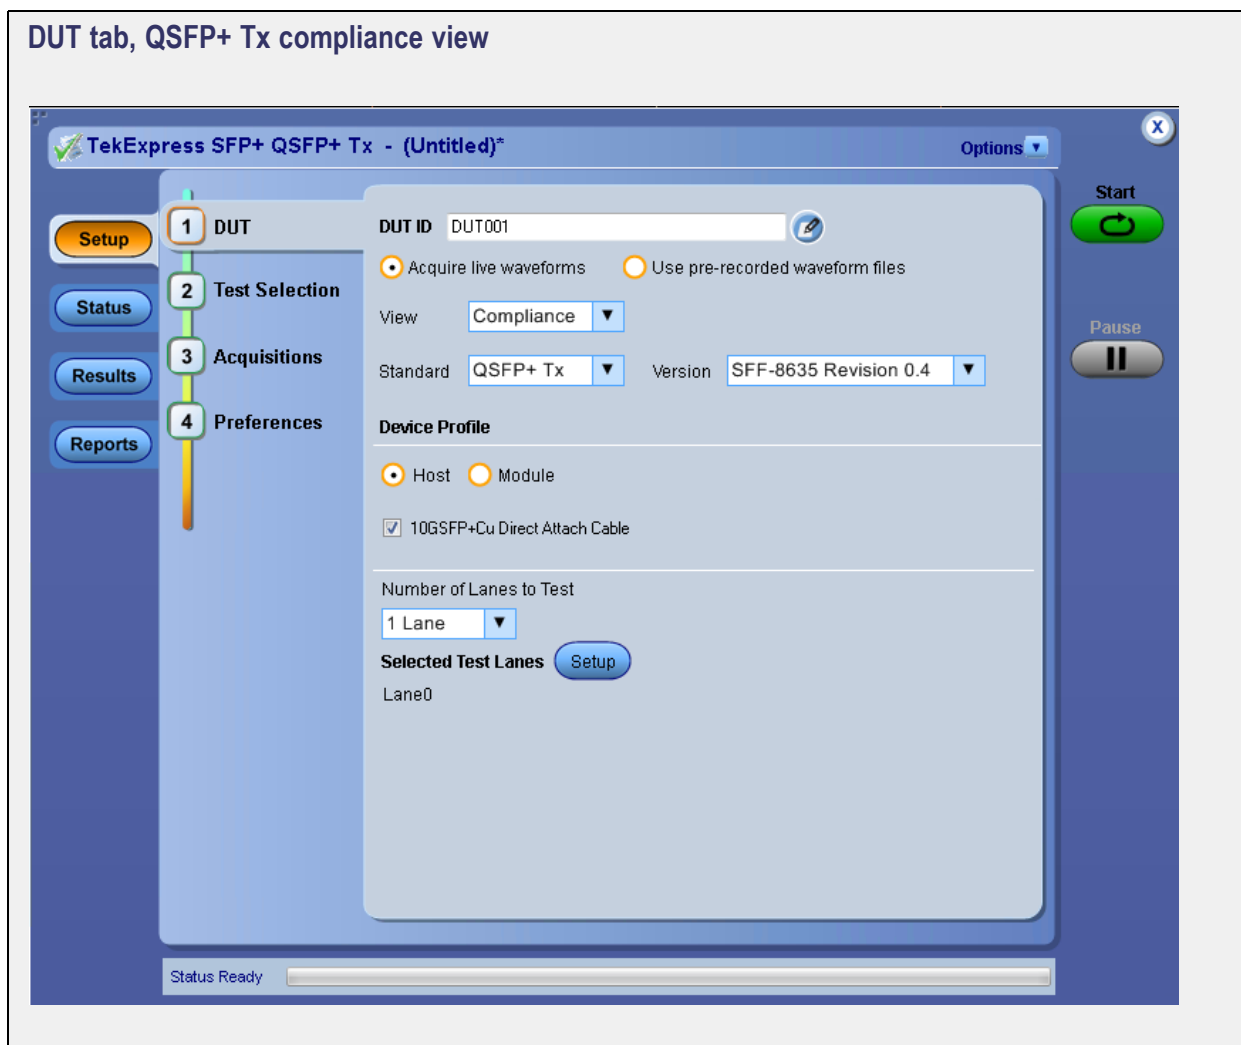 DUT tab, QSFP+ Tx compliance view
X
TekExpress SFP+ QSFP+ Tx - (Untitled)*
Options
Start
Setup
Status
Results
Reports
1 DUT
2 Test Selection
3 Acquisitions
4 Preferences
DUT ID DUT001
Acquire live waveforms Use pre-recorded waveform files
View Compliance
Standard QSFP+ Tx Version SFF-8635 Revision 0.4
Device Profile
Host Module
10GSFP+Cu Direct Attach Cable
Number of Lanes to Test
1 Lane
Selected Test Lanes Setup
Lane0
Pause
Status Ready